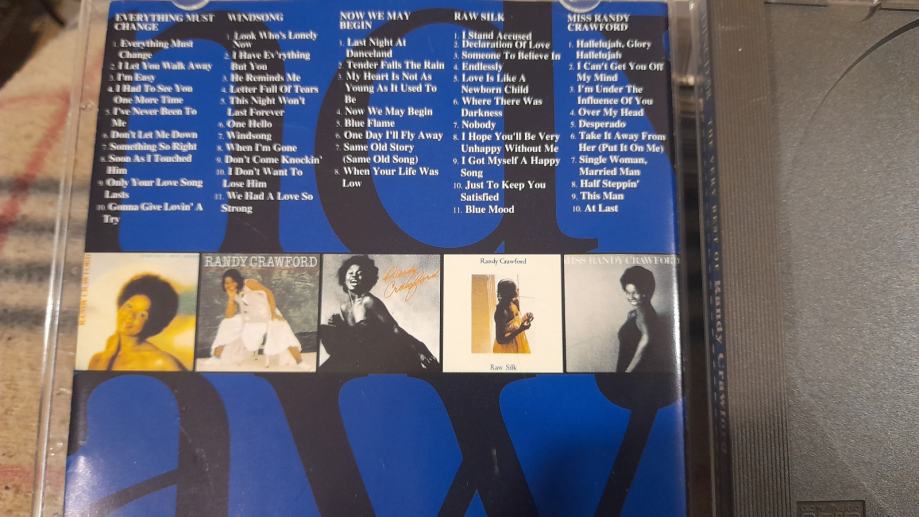 EVERYTHING MUST
CHANGE
1. Everything Must
Change
2. I Let You Walk Away
3. I'm Easy
4. I Had To See You
One More Time
5. I've Never Been To
Me
6. Don't Let Me Down
7. Something So Right
8. Soon As I Touched
Him
9. Only Your Love Song
Lasts
10. Gonna Give Lovin' A
Try
WINDSONG
1. Look Who's Lonely
Now
2. I Have Ev'rything
But You
3. He Reminds Me
4. Letter Full Of Tears
5. This Night Won't
Last Forever
6. One Hello
7. Windsong
8. When I'm Gone
9. Don't Come Knockin'
10. I Don't Want To
Lose Him
11. We Had A Love So
Strong
NOW WE MAY
BEGIN
1. Last Night At
Danceland
2. Tender Falls The Rain
3. My Heart Is Not As
Young As It Used To
Be
4. Now We May Begin
5. Blue Flame
6. One Day I'll Fly Away
7. Same Old Story
(Same Old Song)
8. When Your Life Was
Low
RAW SILK
1. I Stand Accused
2. Declaration Of Love
3. Someone To Believe In
4. Endlessly
5. Love Is Like A
Newborn Child
6. Where There Was
Darkness
7. Nobody
8. I Hope You'll Be Very
Unhappy Without Me
9. I Got Myself A Happy
Song
10. Just To Keep You
Satisfied
11. Blue Mood
MISS RANDY
CRAWFORD
1. Hallelujah, Glory
Hallelujah
2. I Can't Get You Off
My Mind
3. I'm Under The
Influence Of You
4. Over My Head
5. Desperado
6. Take It Away From
Her (Put It On Me)
7. Single Woman,
Married Man
8. Half Steppin'
9. This Man
10. At Last
RANDY CRAWFORD
RANDY CRAWFORD
Randy
Crawford
Randy Crawford
Raw Silk
MISS RANDY CRAWFORD
THE VERY BEST OF Randy Crawford